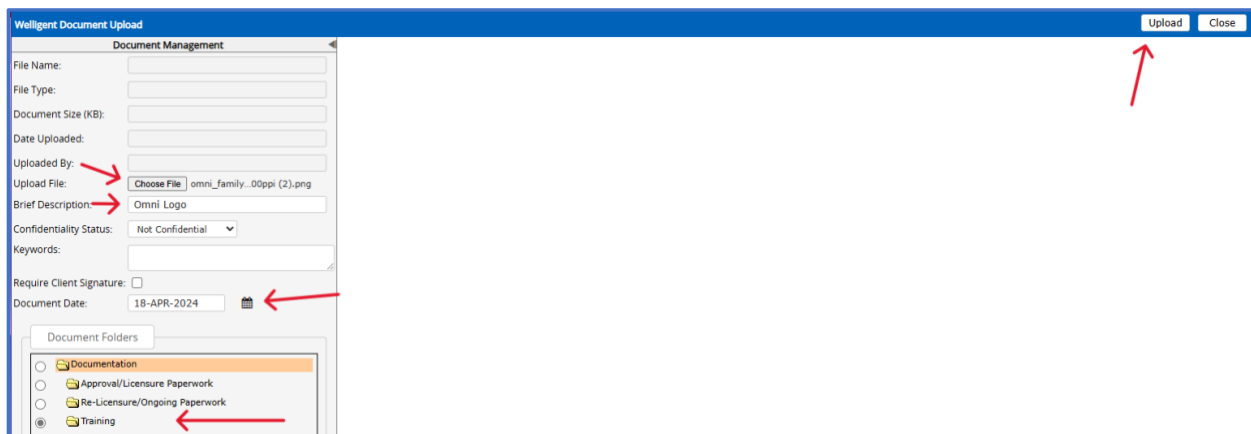 Welligent Document Upload
Upload
Close
Document Management
File Name:
File Type:
Document Size (KB):
Date Uploaded:
Uploaded By:
Upload File: Choose File omni_family...00ppi (2).png
Brief Description: Omni Logo
Confidentiality Status: Not Confidential
Keywords:
Require Client Signature:
Document Date: 18-APR-2024
Document Folders
Documentation
Approval/Licensure Paperwork
Re-Licensure/Ongoing Paperwork
Training